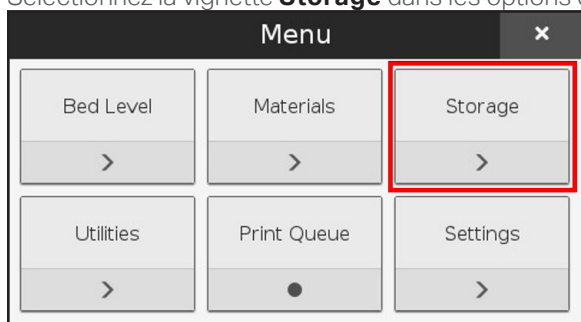 Sélectionnez la vignette Storage dans les options
Menu ×
Bed Level Materials Storage
> > >
Utilities Print Queue Settings
> ● >